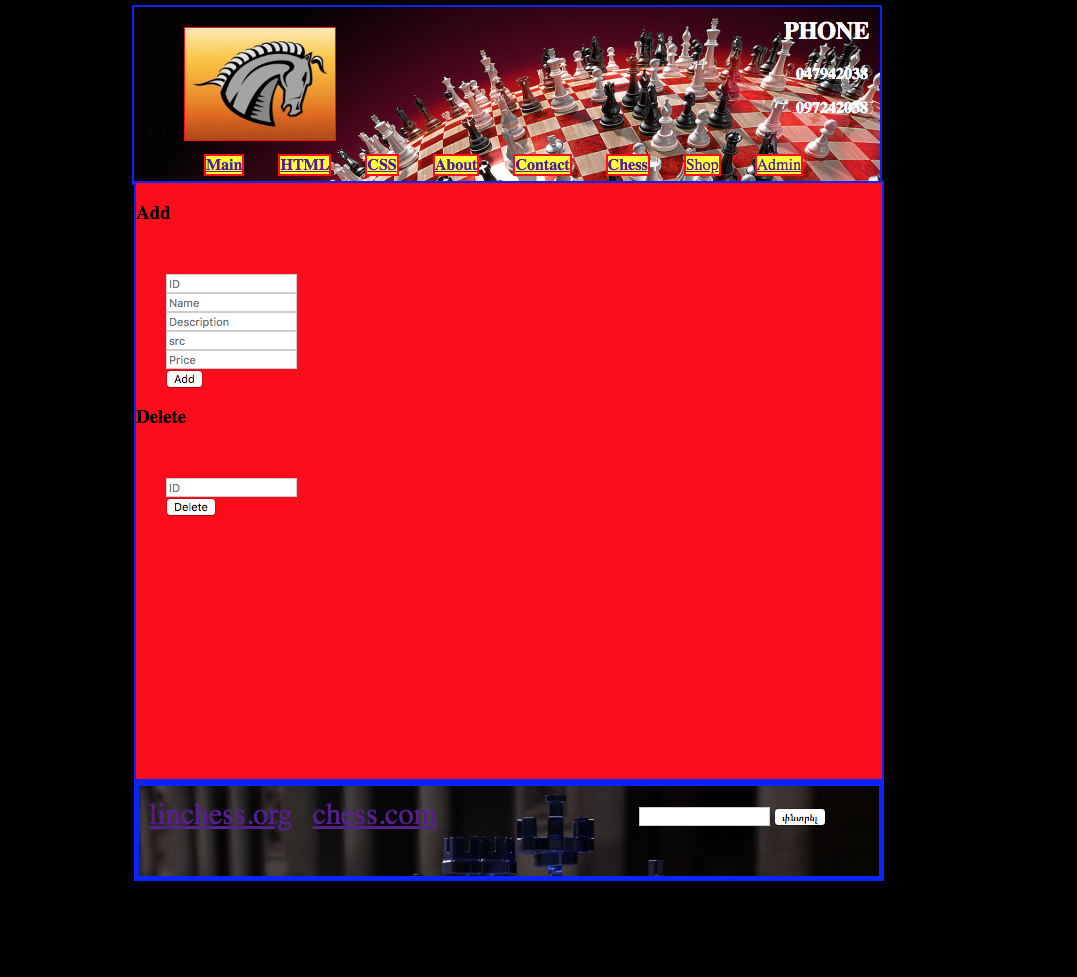 PHONE
047942038
097242038
Main HTML CSS About Contact Chess Shop Admin
Add
ID
Name
Description
src
Price
Add
Delete
ID
Delete
linchess.org chess.com
փնտրել